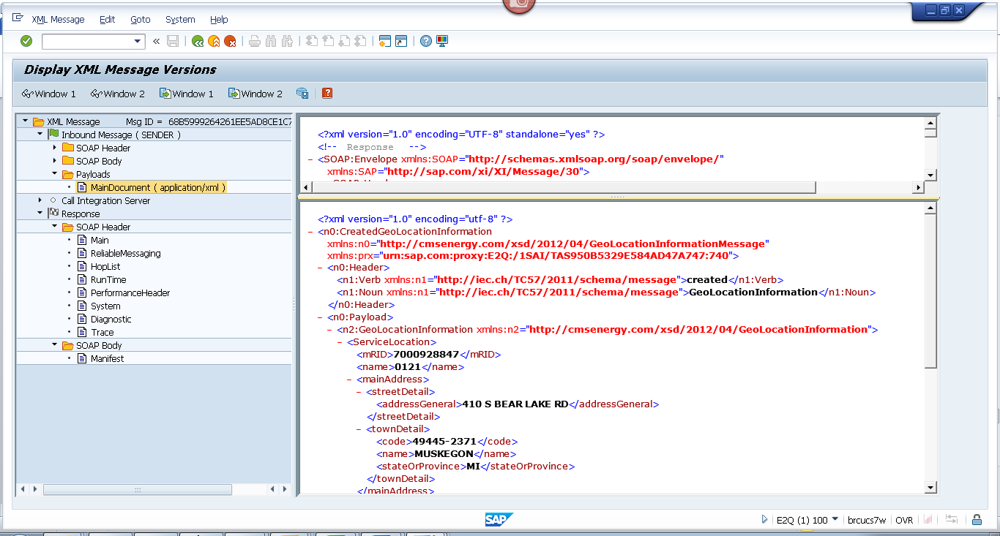 XML Message Edit Goto System Help
Display XML Message Versions
Window 1 Window 2 Window 1 Window 2
XML Message Msg ID = 68B5999264261EE5AD8CE1C7
Inbound Message ( SENDER )
SOAP Header
SOAP Body
Payloads
MainDocument ( application/xml )
Call Integration Server
Response
SOAP Header
Main
ReliableMessaging
HopList
RunTime
PerformanceHeader
System
Diagnostic
Trace
SOAP Body
Manifest
<?xml version="1.0" encoding="UTF-8" standalone="yes" ?>
<!-- Response -->
- <SOAP:Envelope xmlns:SOAP="http://schemas.xmlsoap.org/soap/envelope/"
xmlns:SAP="http://sap.com/xi/XI/Message/30">
<?xml version="1.0" encoding="utf-8" ?>
- <n0:CreatedGeoLocationInformation
xmlns:n0="http://cmsenergy.com/xsd/2012/04/GeoLocationInformationMessage"
xmlns:prx="urn:sap.com:proxy:E2Q:/1SAI/TAS950B5329E584AD47A747:740">
- <n0:Header>
<n1:Verb xmlns:n1="http://iec.ch/TC57/2011/schema/message">created</n1:Verb>
<n1:Noun xmlns:n1="http://iec.ch/TC57/2011/schema/message">GeoLocationInformation</n1:Noun>
</n0:Header>
- <n0:Payload>
- <n2:GeoLocationInformation xmlns:n2="http://cmsenergy.com/xsd/2012/04/GeoLocationInformation">
- <ServiceLocation>
<mRID>7000928847</mRID>
<name>0121</name>
- <mainAddress>
- <streetDetail>
<addressGeneral>410 S BEAR LAKE RD</addressGeneral>
</streetDetail>
- <townDetail>
<code>49445-2371</code>
<name>MUSKEGON</name>
<stateOrProvince>MI</stateOrProvince>
</townDetail>
</mainAddress>
SAP
E2Q (1) 100 brcucs7w OVR